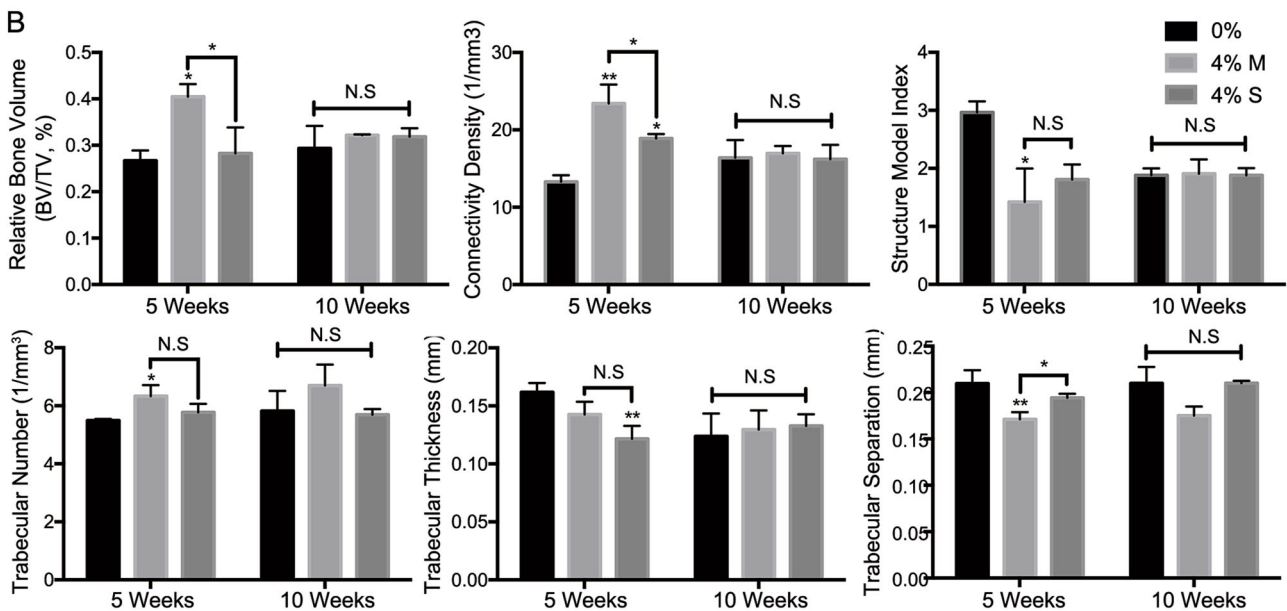 B
0%
4% M
4% S
Relative Bone Volume
(BV/TV, %)
0.5
0.4
0.3
0.2
0.1
0.0
*
*
N.S
5 Weeks
10 Weeks
Connectivity Density (1/mm3)
30
20
10
0
*
**
*
N.S
5 Weeks
10 Weeks
Structure Model Index
4
3
2
1
0
N.S
*
N.S
5 Weeks
10 Weeks
Trabecular Number (1/mm³)
8
6
4
2
0
N.S
*
N.S
5 Weeks
10 Weeks
Trabecular Thickness (mm)
0.20
0.15
0.10
0.05
0.00
N.S
**
N.S
5 Weeks
10 Weeks
Trabecular Separation (mm)
0.25
0.20
0.15
0.10
0.05
0.00
*
**
N.S
5 Weeks
10 Weeks